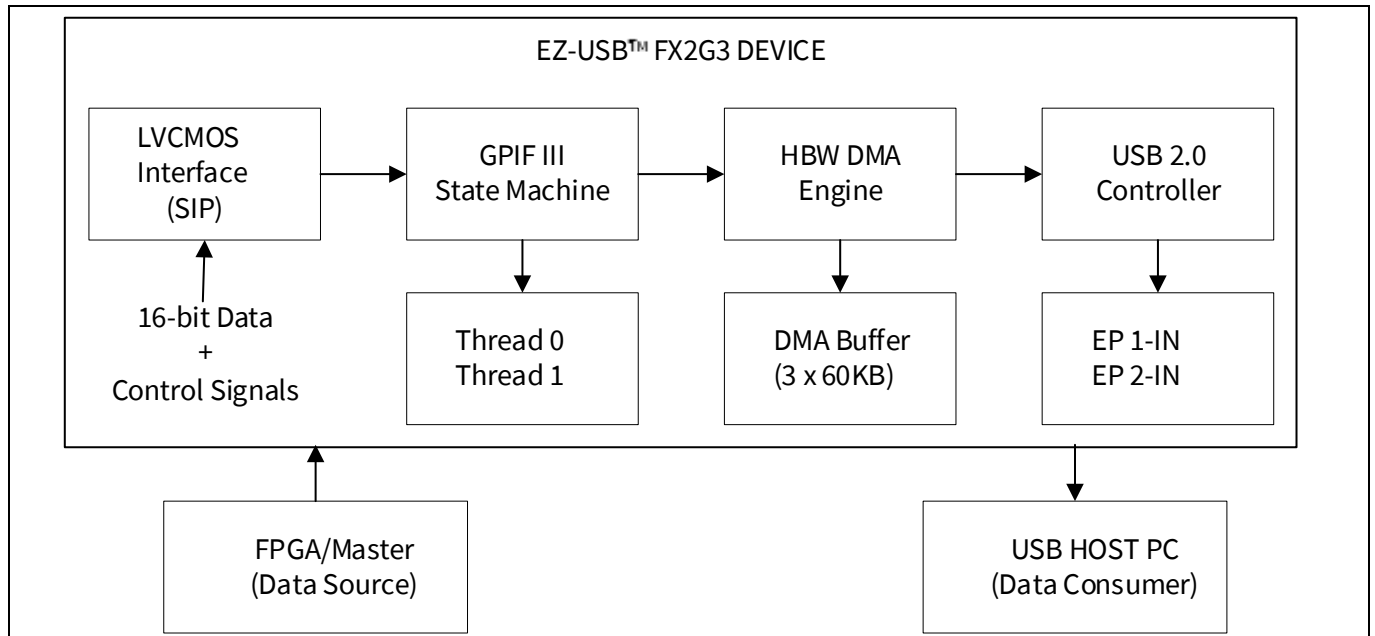 EZ-USB™ FX2G3 DEVICE
LVCMOS
Interface
(SIP)
GPIF III
State Machine
HBW DMA
Engine
USB 2.0
Controller
16-bit Data
+
Control Signals
Thread 0
Thread 1
DMA Buffer
(3 x 60KB)
EP 1-IN
EP 2-IN
FPGA/Master
(Data Source)
USB HOST PC
(Data Consumer)